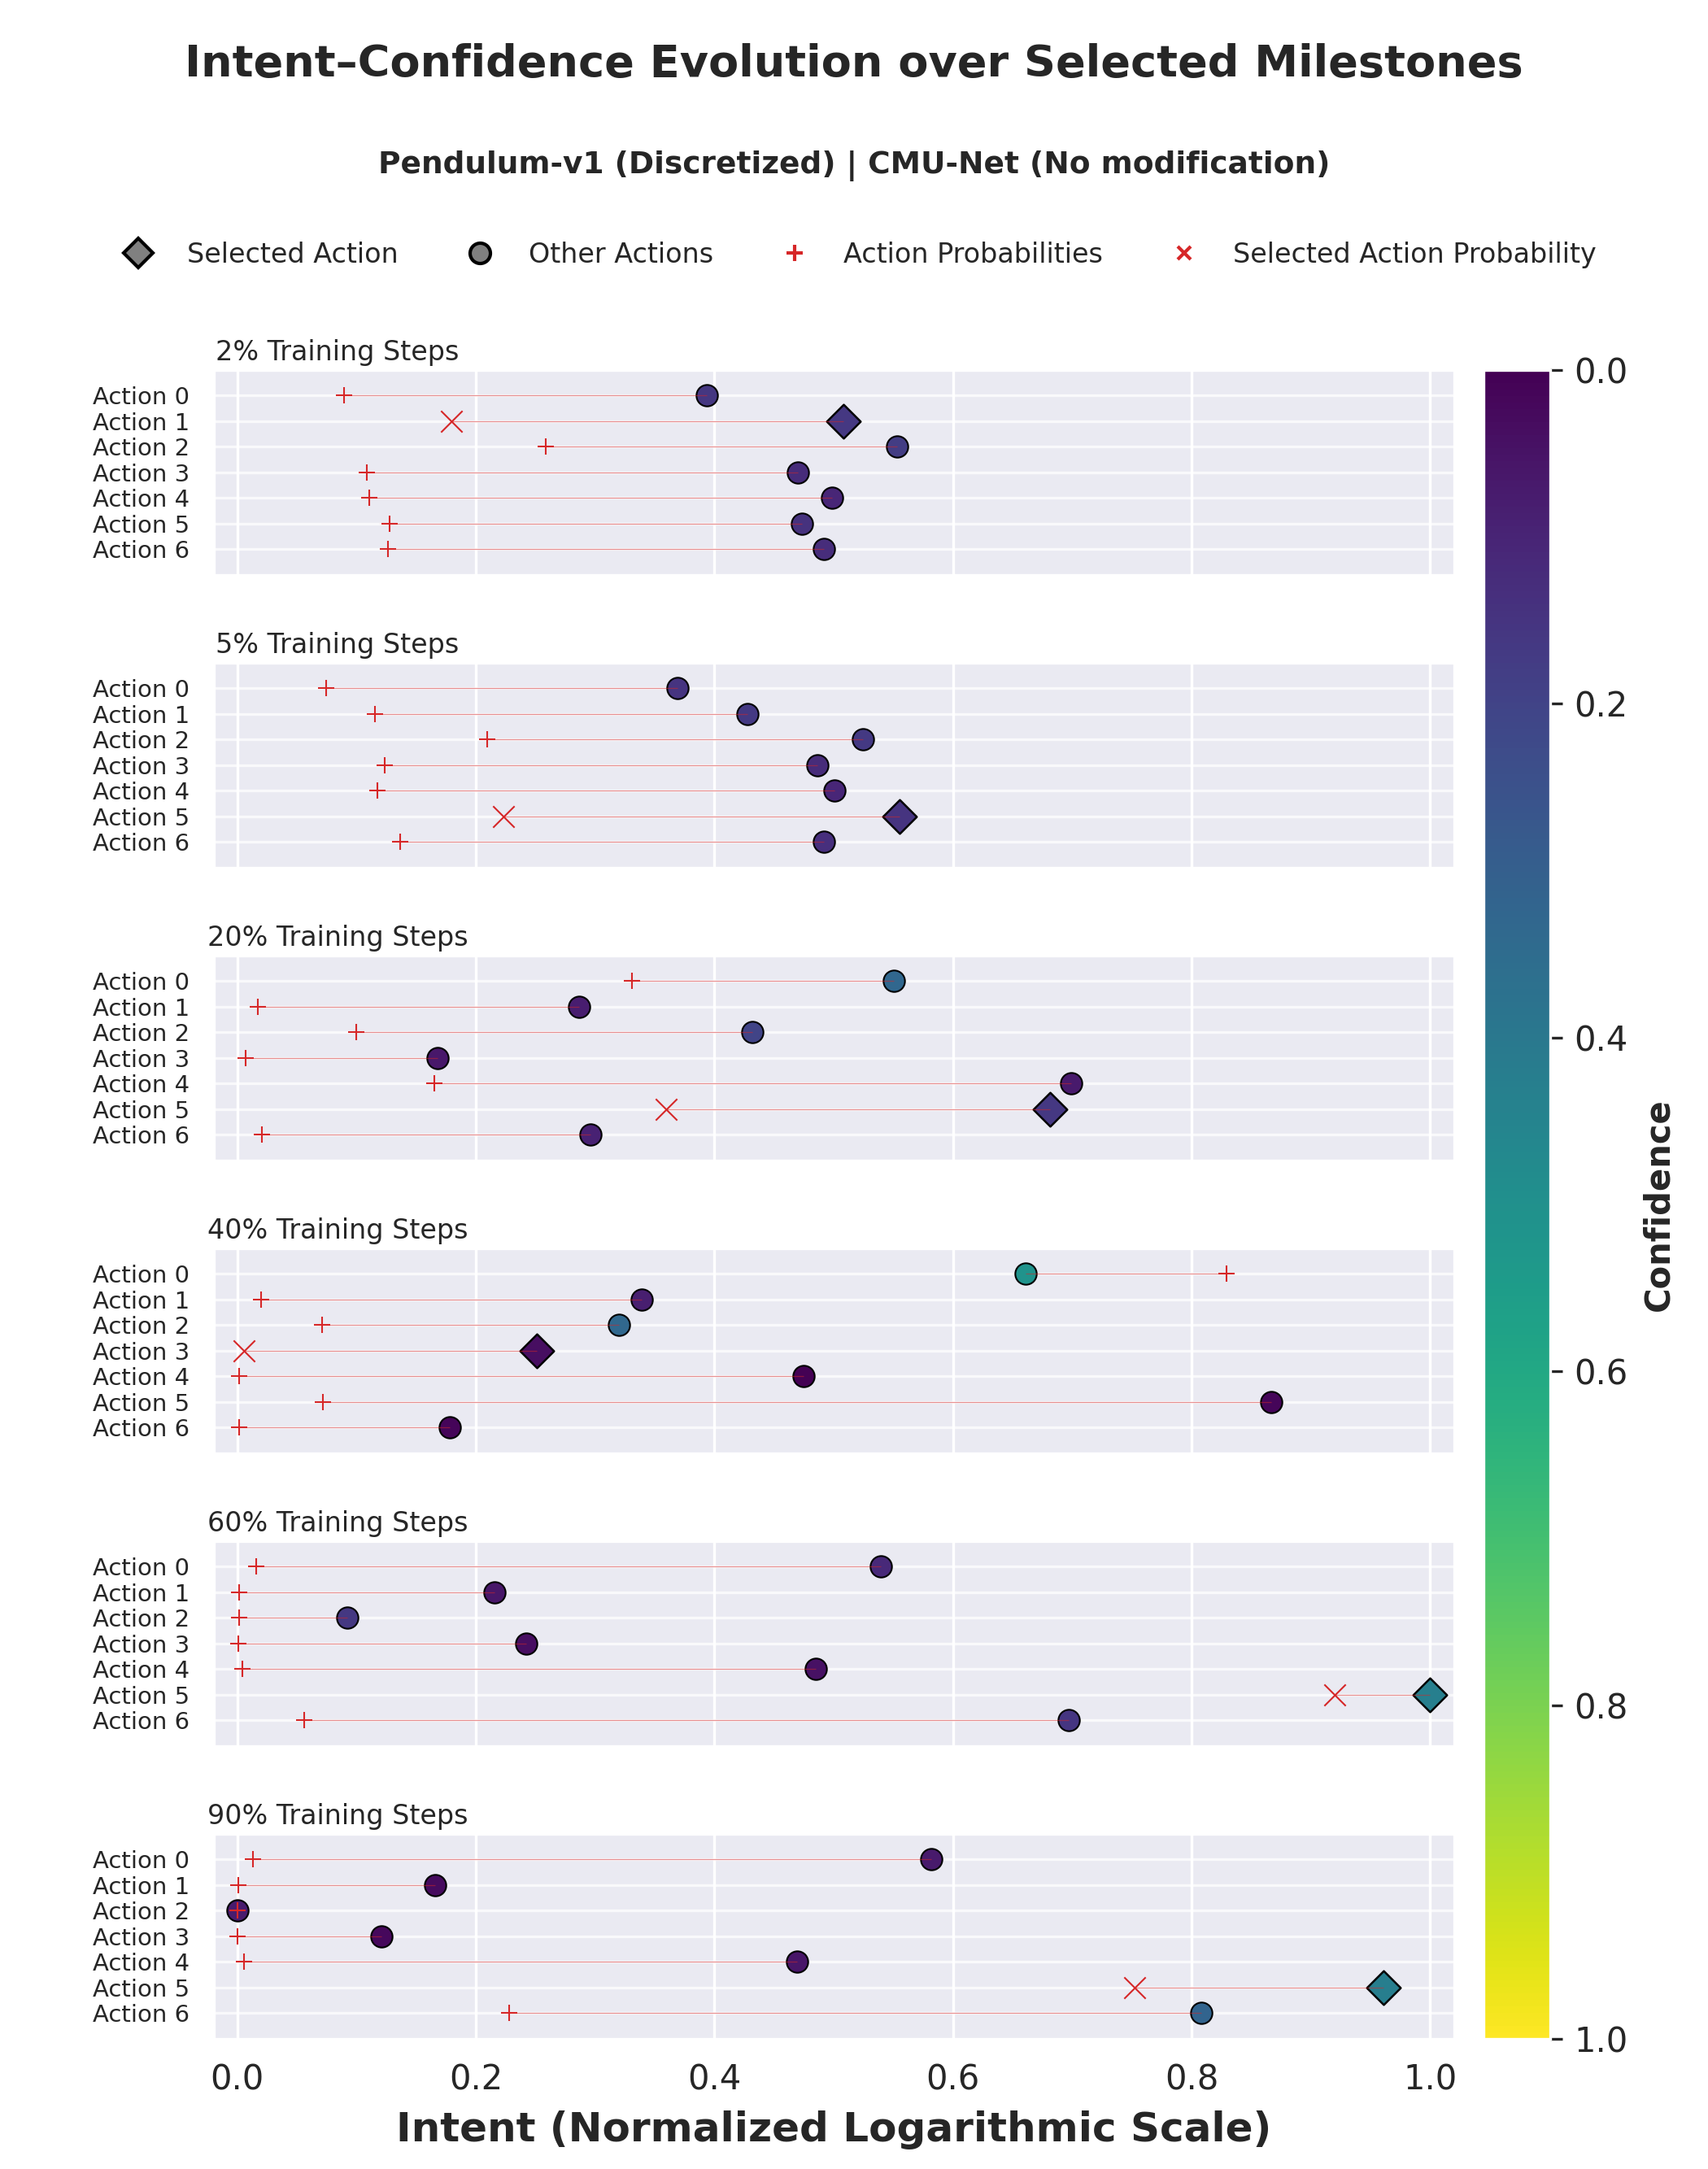 Intent–Confidence Evolution over Selected Milestones
Pendulum-v1 (Discretized) | CMU-Net (No modification)
Selected Action Other Actions Action Probabilities Selected Action Probability
2% Training Steps
Action 0
Action 1
Action 2
Action 3
Action 4
Action 5
Action 6
5% Training Steps
Action 0
Action 1
Action 2
Action 3
Action 4
Action 5
Action 6
20% Training Steps
Action 0
Action 1
Action 2
Action 3
Action 4
Action 5
Action 6
40% Training Steps
Action 0
Action 1
Action 2
Action 3
Action 4
Action 5
Action 6
60% Training Steps
Action 0
Action 1
Action 2
Action 3
Action 4
Action 5
Action 6
90% Training Steps
Action 0
Action 1
Action 2
Action 3
Action 4
Action 5
Action 6
0.0 0.2 0.4 0.6 0.8 1.0
Intent (Normalized Logarithmic Scale)
0.0
0.2
0.4
0.6
0.8
1.0
Confidence